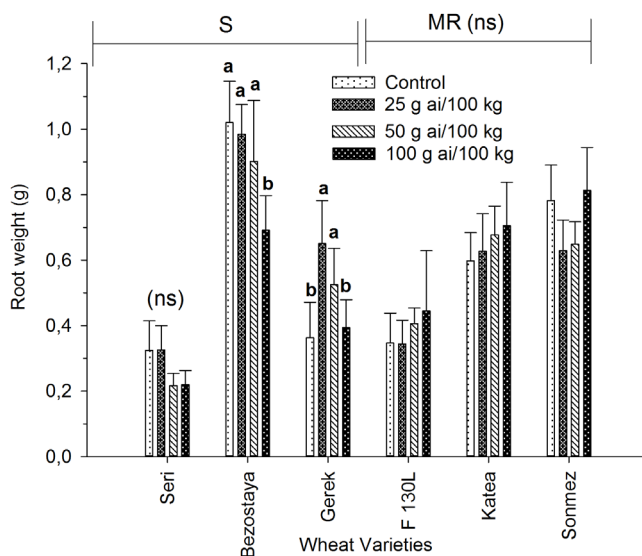 S
MR (ns)
Control
25 g ai/100 kg
50 g ai/100 kg
100 g ai/100 kg
1,2
1,0
0,8
0,6
0,4
0,2
0,0
Root weight (g)
(ns)
a
a
a
b
b
a
a
b
Seri
Bezostaya
Gerek
F 130L
Katea
Sonmez
Wheat Varieties